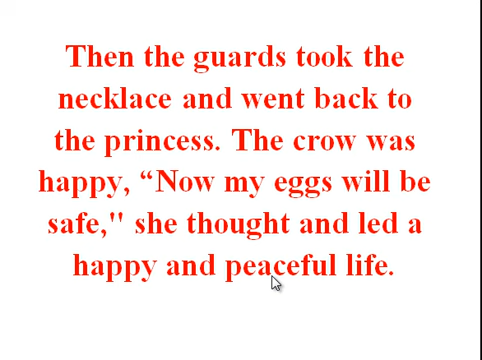 Then the guards took the
necklace and went back to
the princess. The crow was
happy, “Now my eggs will be
safe,'' she thought and led a
happy and peaceful life.